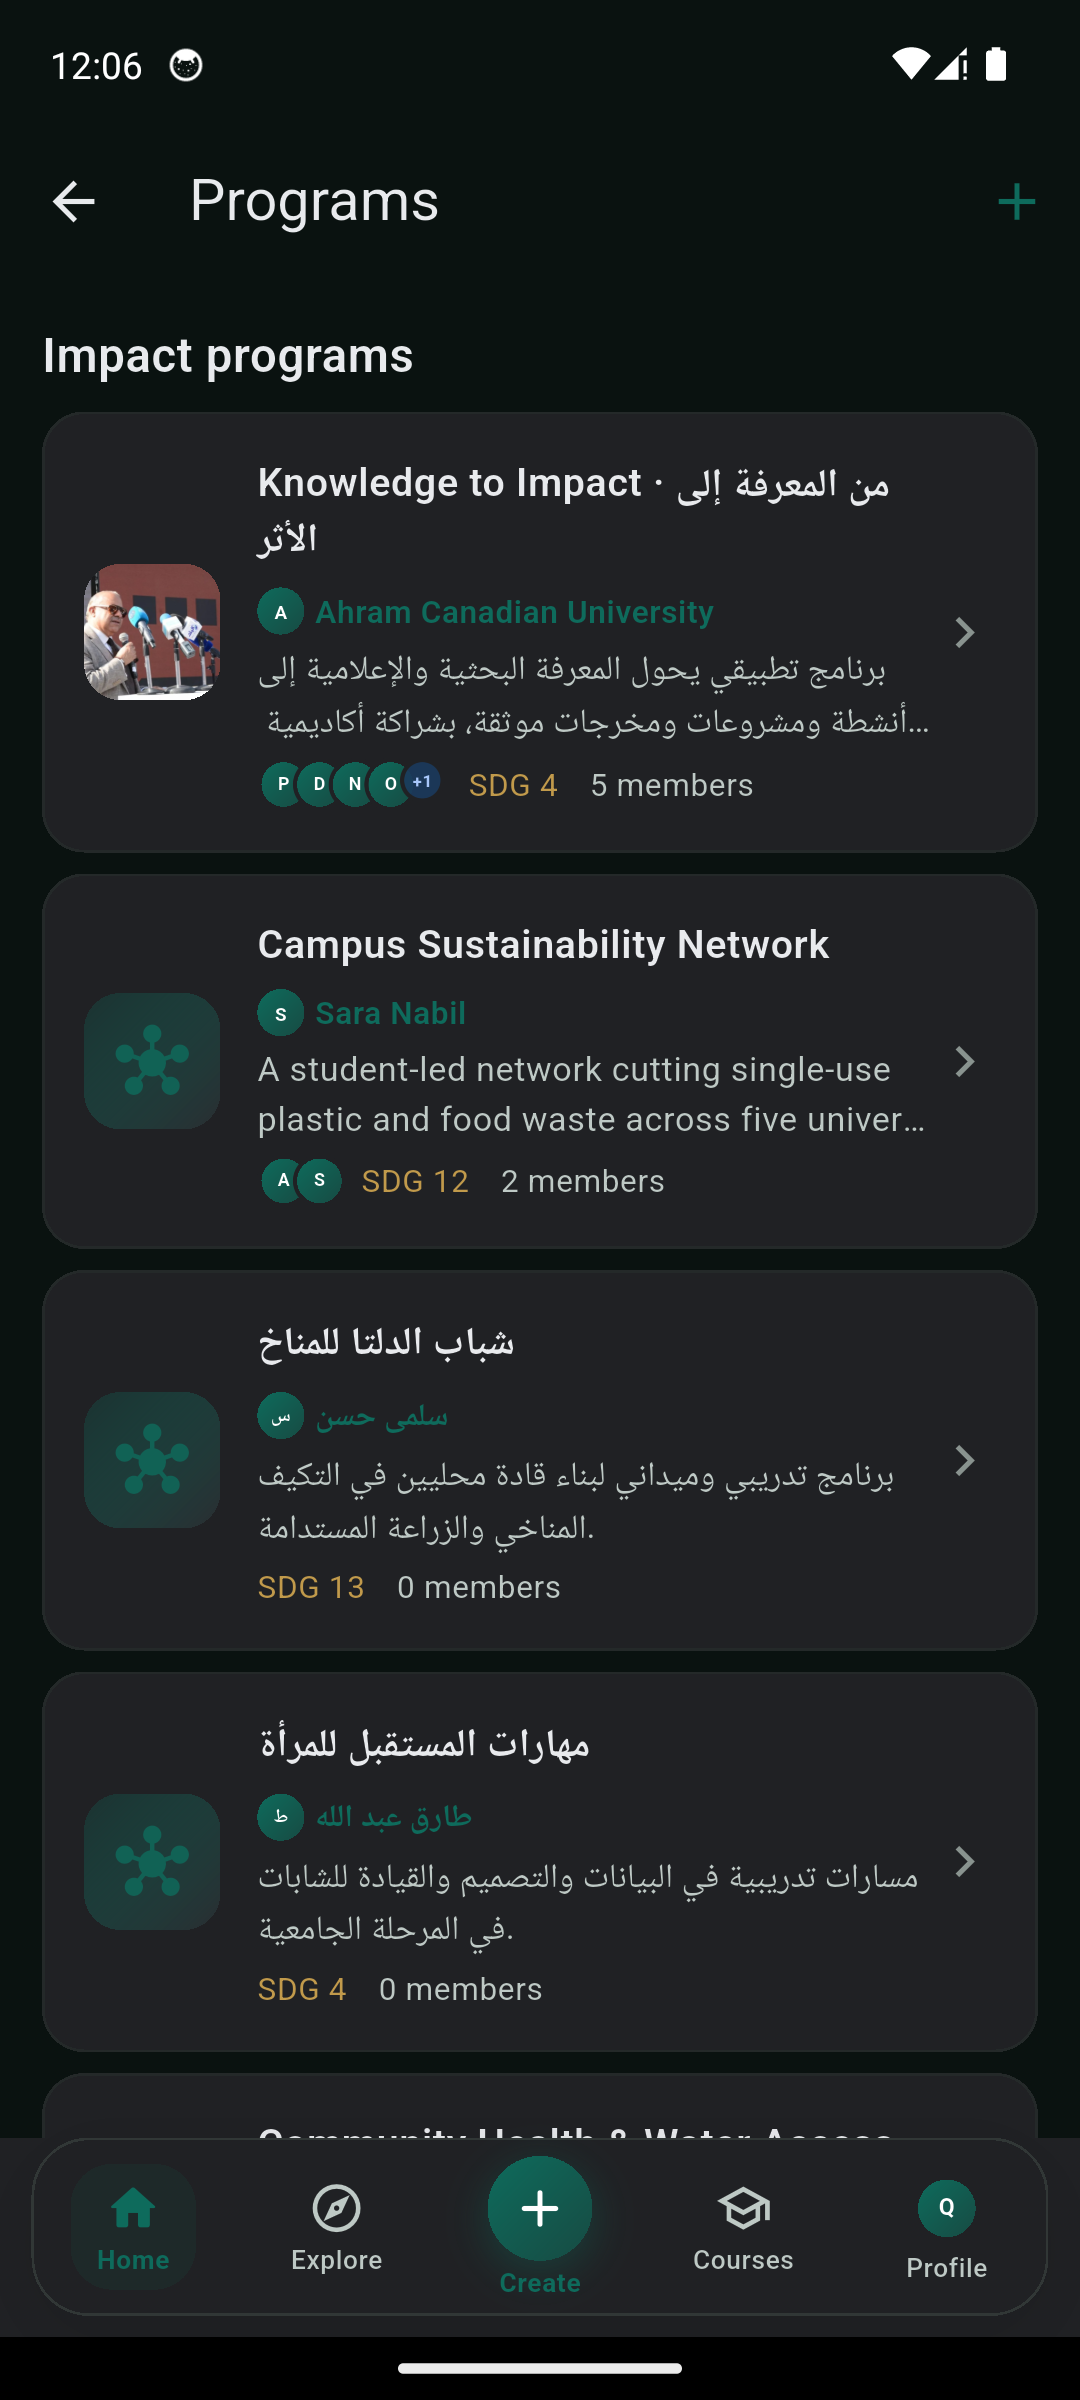 12:06
Programs
Impact programs
Knowledge to Impact · من المعرفة إلى
الأثر
A Ahram Canadian University
برنامج تطبيقي يحول المعرفة البحثية والإعلامية إلى
أنشطة ومشروعات ومخرجات موثقة، بشراكة أكاديمية...
P D N O +1 SDG 4 5 members
Campus Sustainability Network
S Sara Nabil
A student-led network cutting single-use
plastic and food waste across five univer...
A S SDG 12 2 members
شباب الدلتا للمناخ
س سلمى حسن
برنامج تدريبي وميداني لبناء قادة محليين في التكيف
المناخي والزراعة المستدامة.
SDG 13 0 members
مهارات المستقبل للمرأة
ط طارق عبد الله
مسارات تدريبية في البيانات والتصميم والقيادة للشابات
في المرحلة الجامعية.
SDG 4 0 members
Community Health & Water Access
Home Explore Create Courses Q Profile